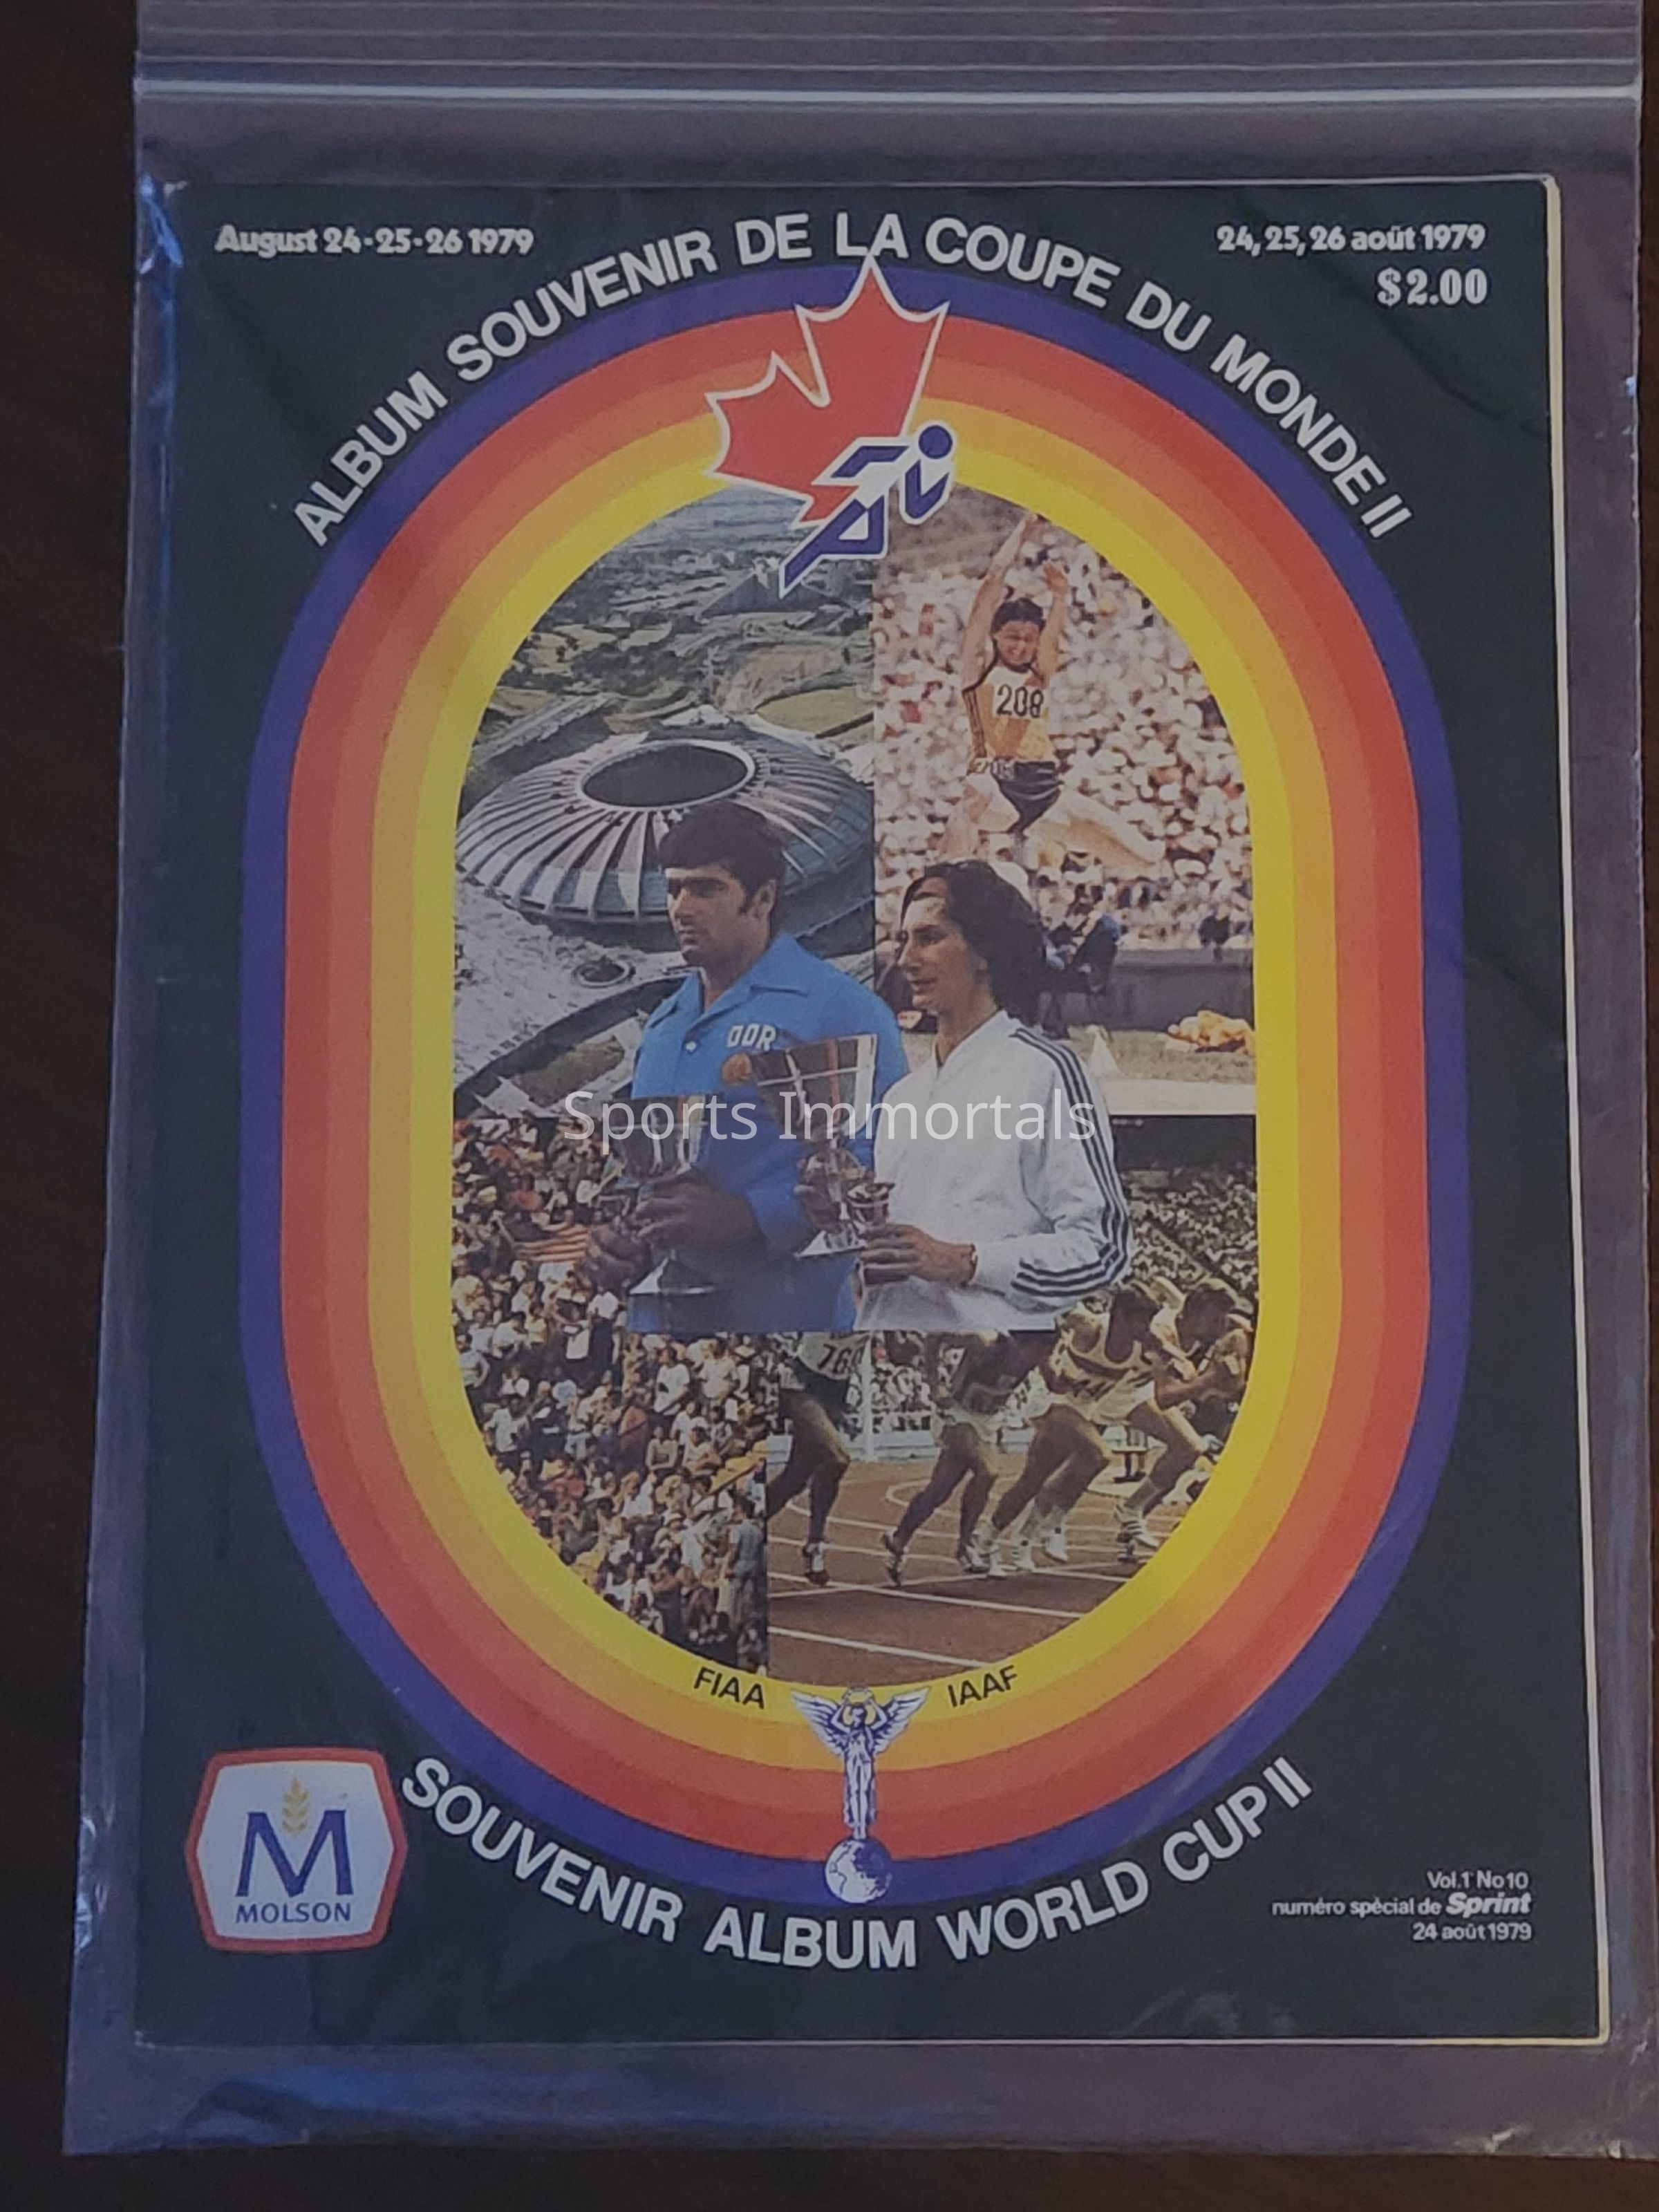 August 24-25-26 1979
24, 25, 26 août 1979
$2.00
ALBUM SOUVENIR DE LA COUPE DU MONDE II
208
DDR
Sports Immortals
FIAA
IAAF
M
MOLSON
SOUVENIR ALBUM WORLD CUP II
Vol.1 No10
numéro spécial de Sprint
24 août 1979